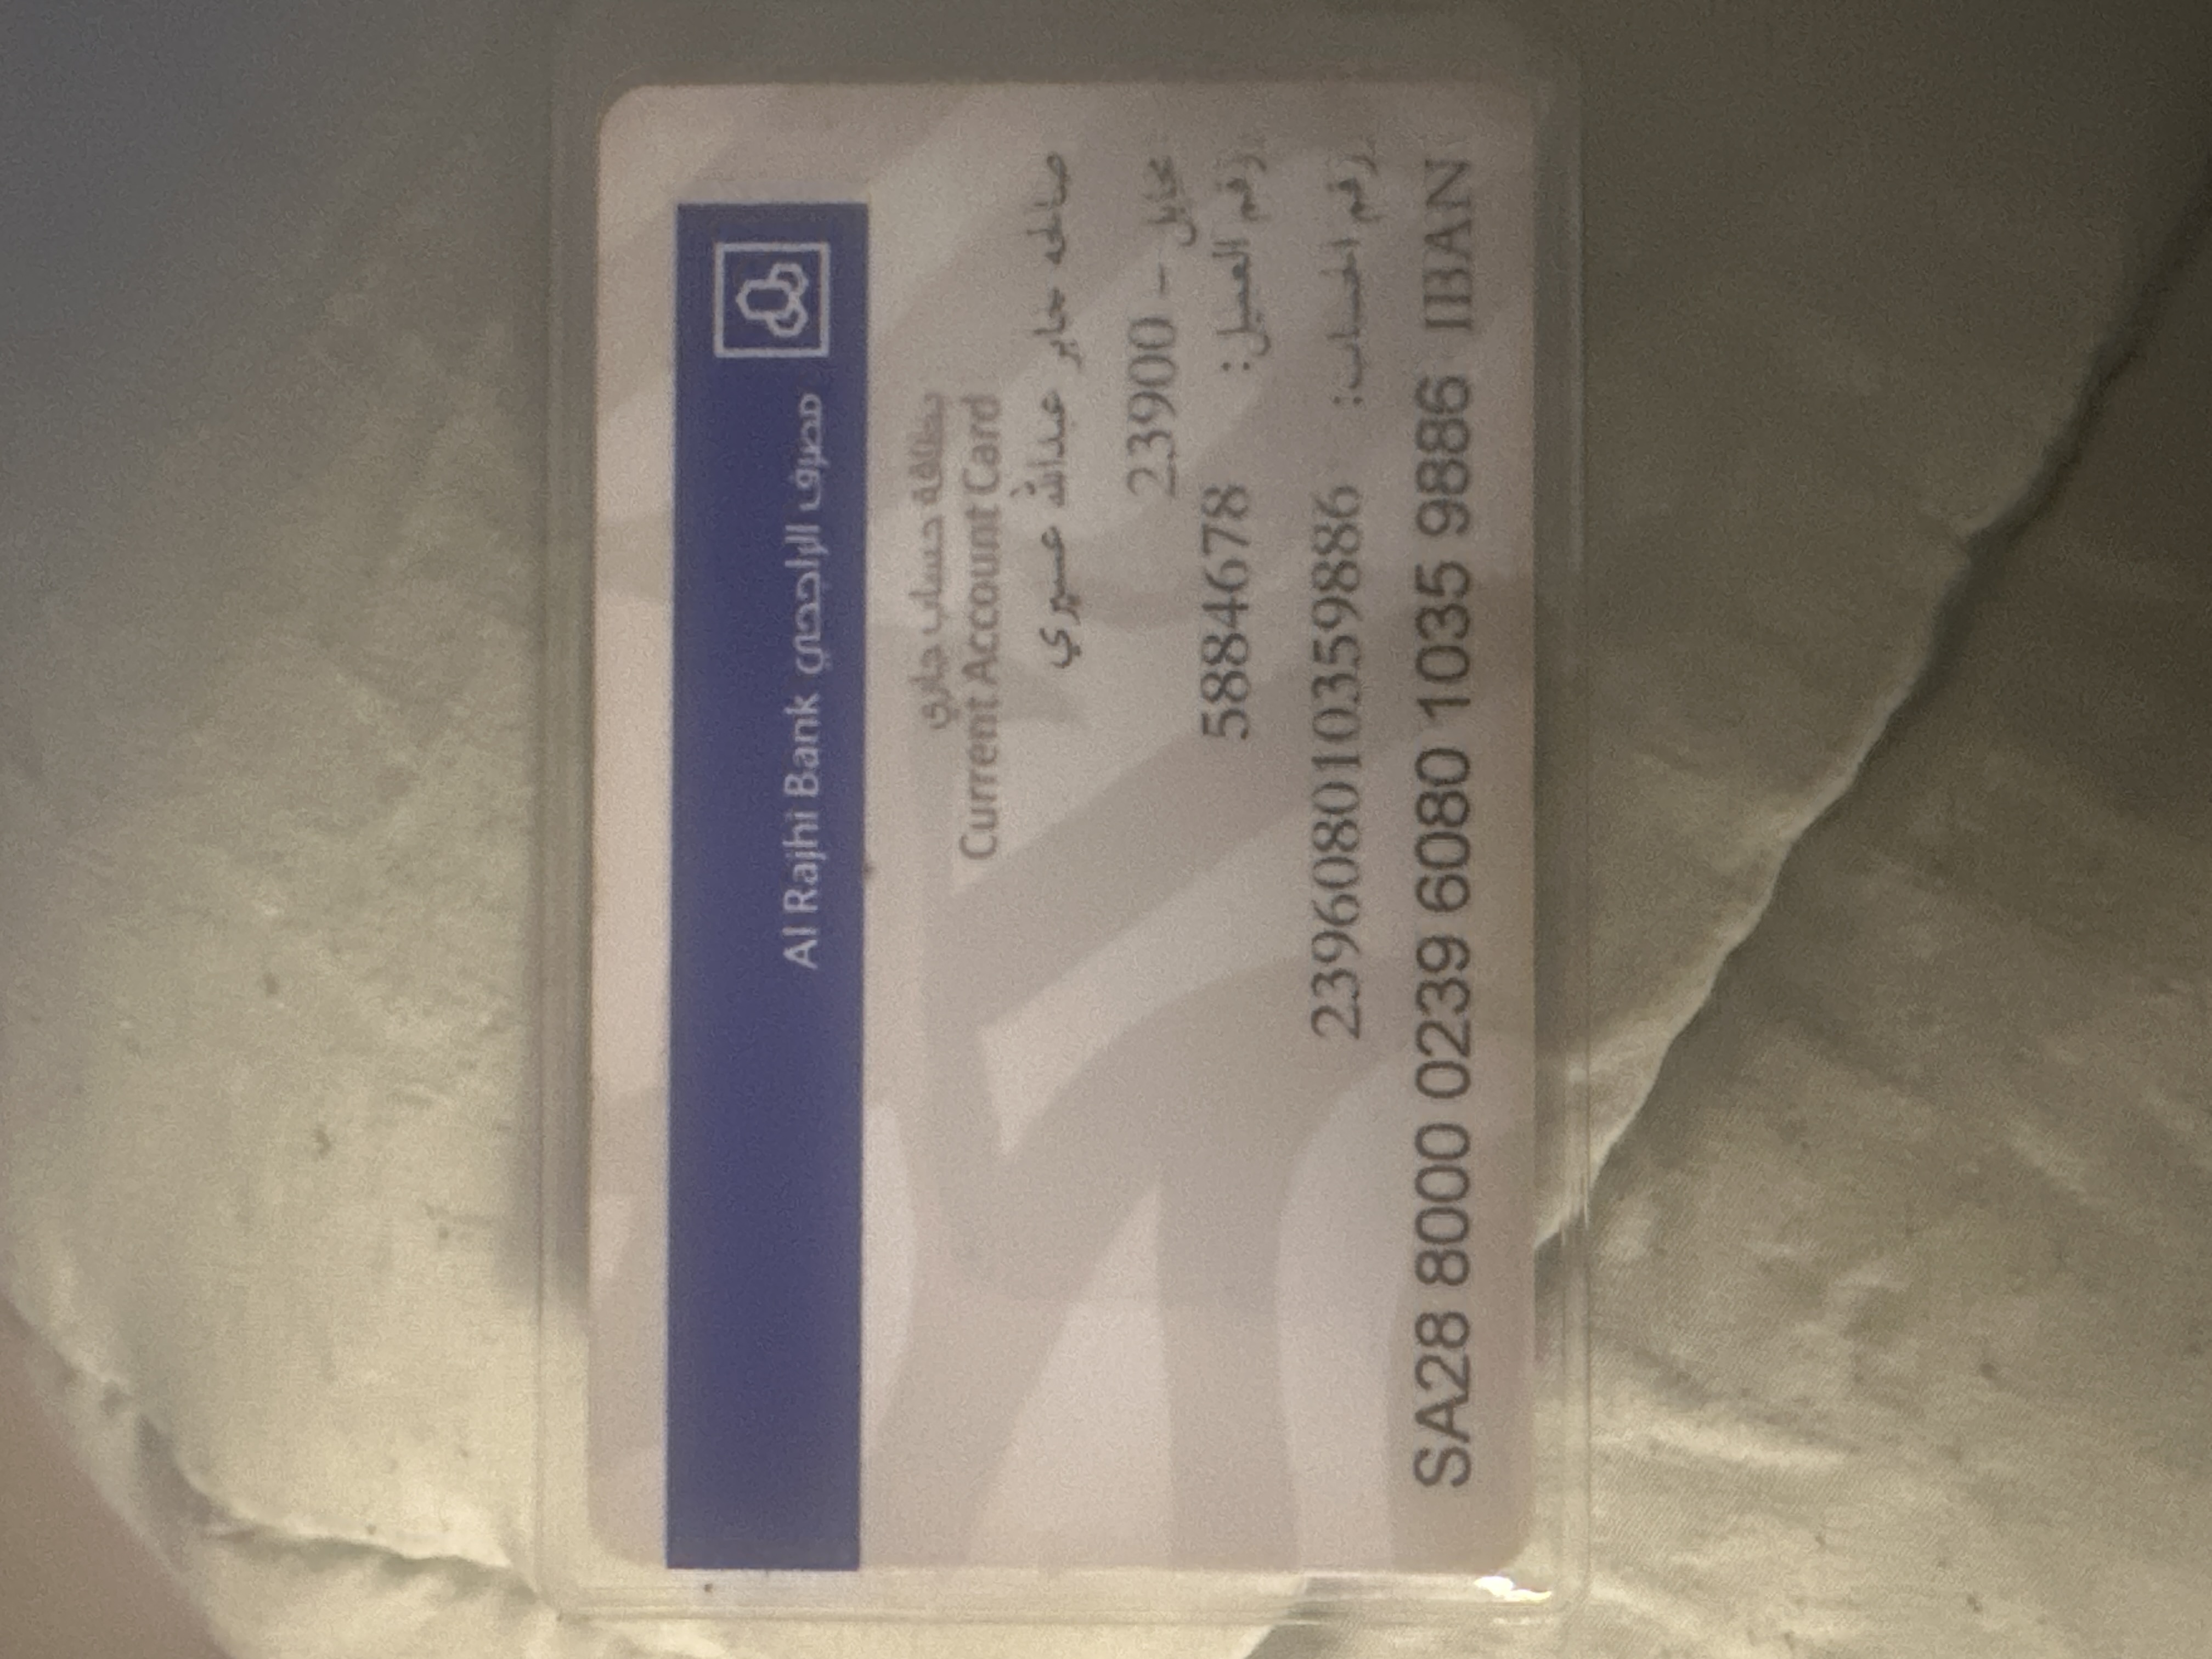 مصرف الراجحي Al Rajhi Bank
بطاقة حساب جاري
Current Account Card
صالحه جابر عبدالله عسيري
محايل - 23900
رقم العميل: 5884678
رقم الحساب: 239608010359886
IBAN SA28 8000 0239 6080 1035 9886